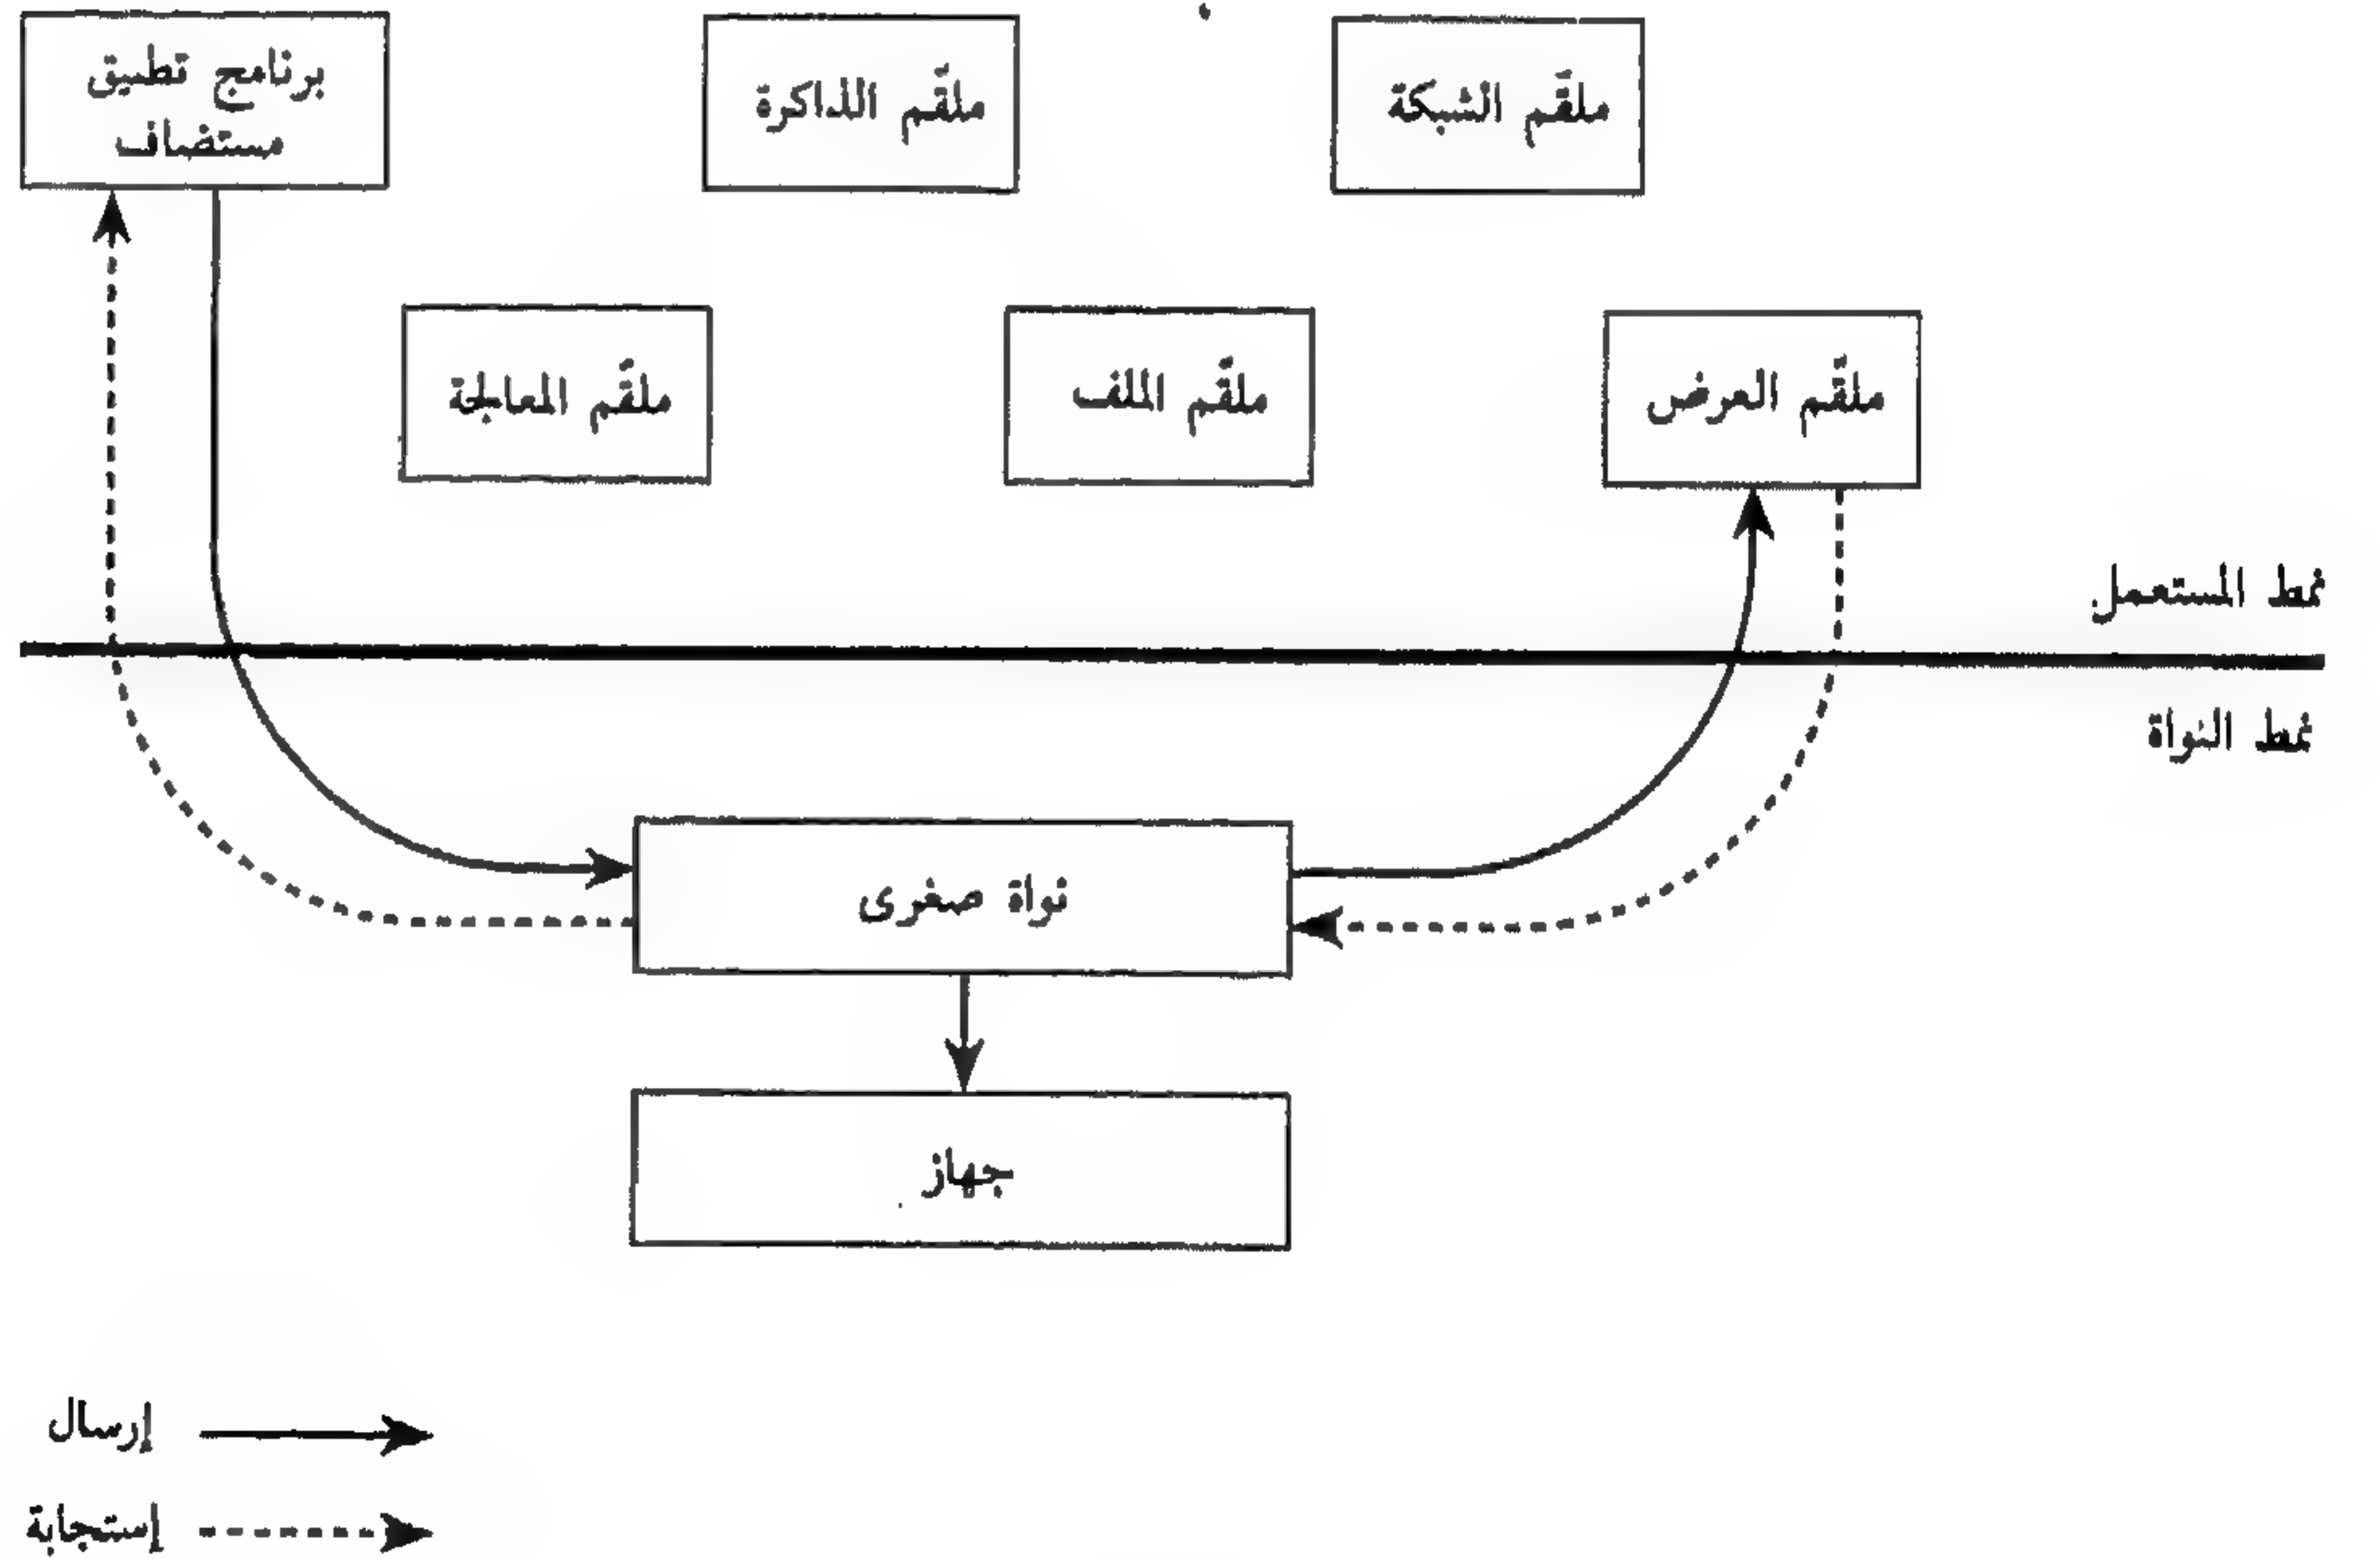 برنامج تطبيق
مستضاف
ملقّم الذاكرة
ملقّم الشبكة
ملقّم المعالجة
ملقّم الملف
ملقّم العرض
نمط المستعمل
نمط النواة
نواة صغرى
جهاز
إرسال
إستجابة